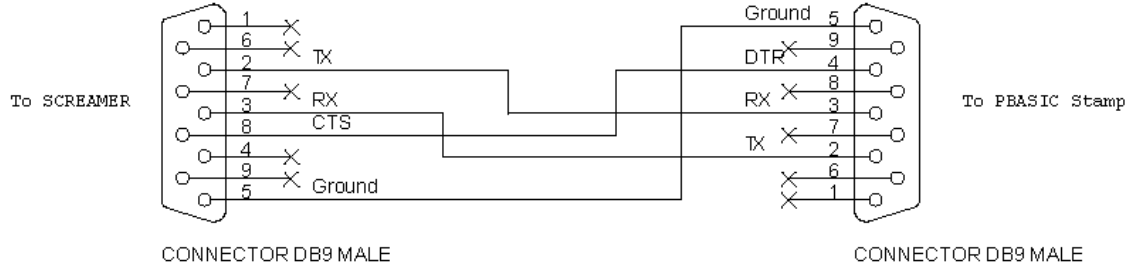 To SCREAMER
1
6
TX
2
7
RX
3
CTS
8
4
9
Ground
5
CONNECTOR DB9 MALE
Ground 5
9
DTR 4
8
RX 3
7
TX 2
6
1
To PBASIC Stamp
CONNECTOR DB9 MALE